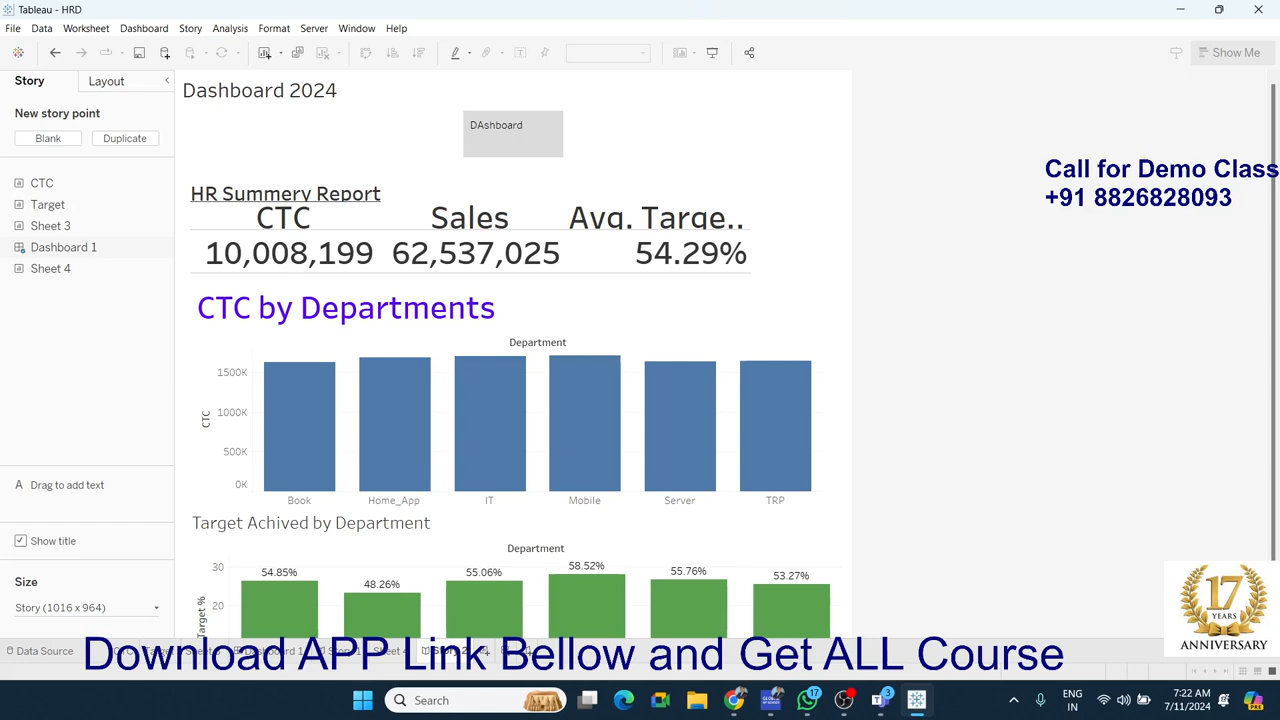 Tableau - HRD
File Data Worksheet Dashboard Story Analysis Format Server Window Help
Show Me
Story Layout
New story point
Blank Duplicate
CTC
Target
Sheet 3
Dashboard 1
Sheet 4
A Drag to add text
Show title
Size
Story (1016 x 964)
Dashboard 2024
DAshboard
HR Summery Report
CTC Sales Avg. Targe..
10,008,199 62,537,025 54.29%
CTC by Departments
Department
1500K
1000K
500K
0K
CTC
Book Home_App IT Mobile Server TRP
Target Achived by Department
Department
30
20
Target %
54.85% 48.26% 55.06% 58.52% 55.76% 53.27%
Call for Demo Class
+91 8826828093
17
YEARS
ANNIVERSARY
Data Source
Download APP Link Bellow and Get ALL Course
Search
17
3
ENG
IN
7:22 AM
7/11/2024